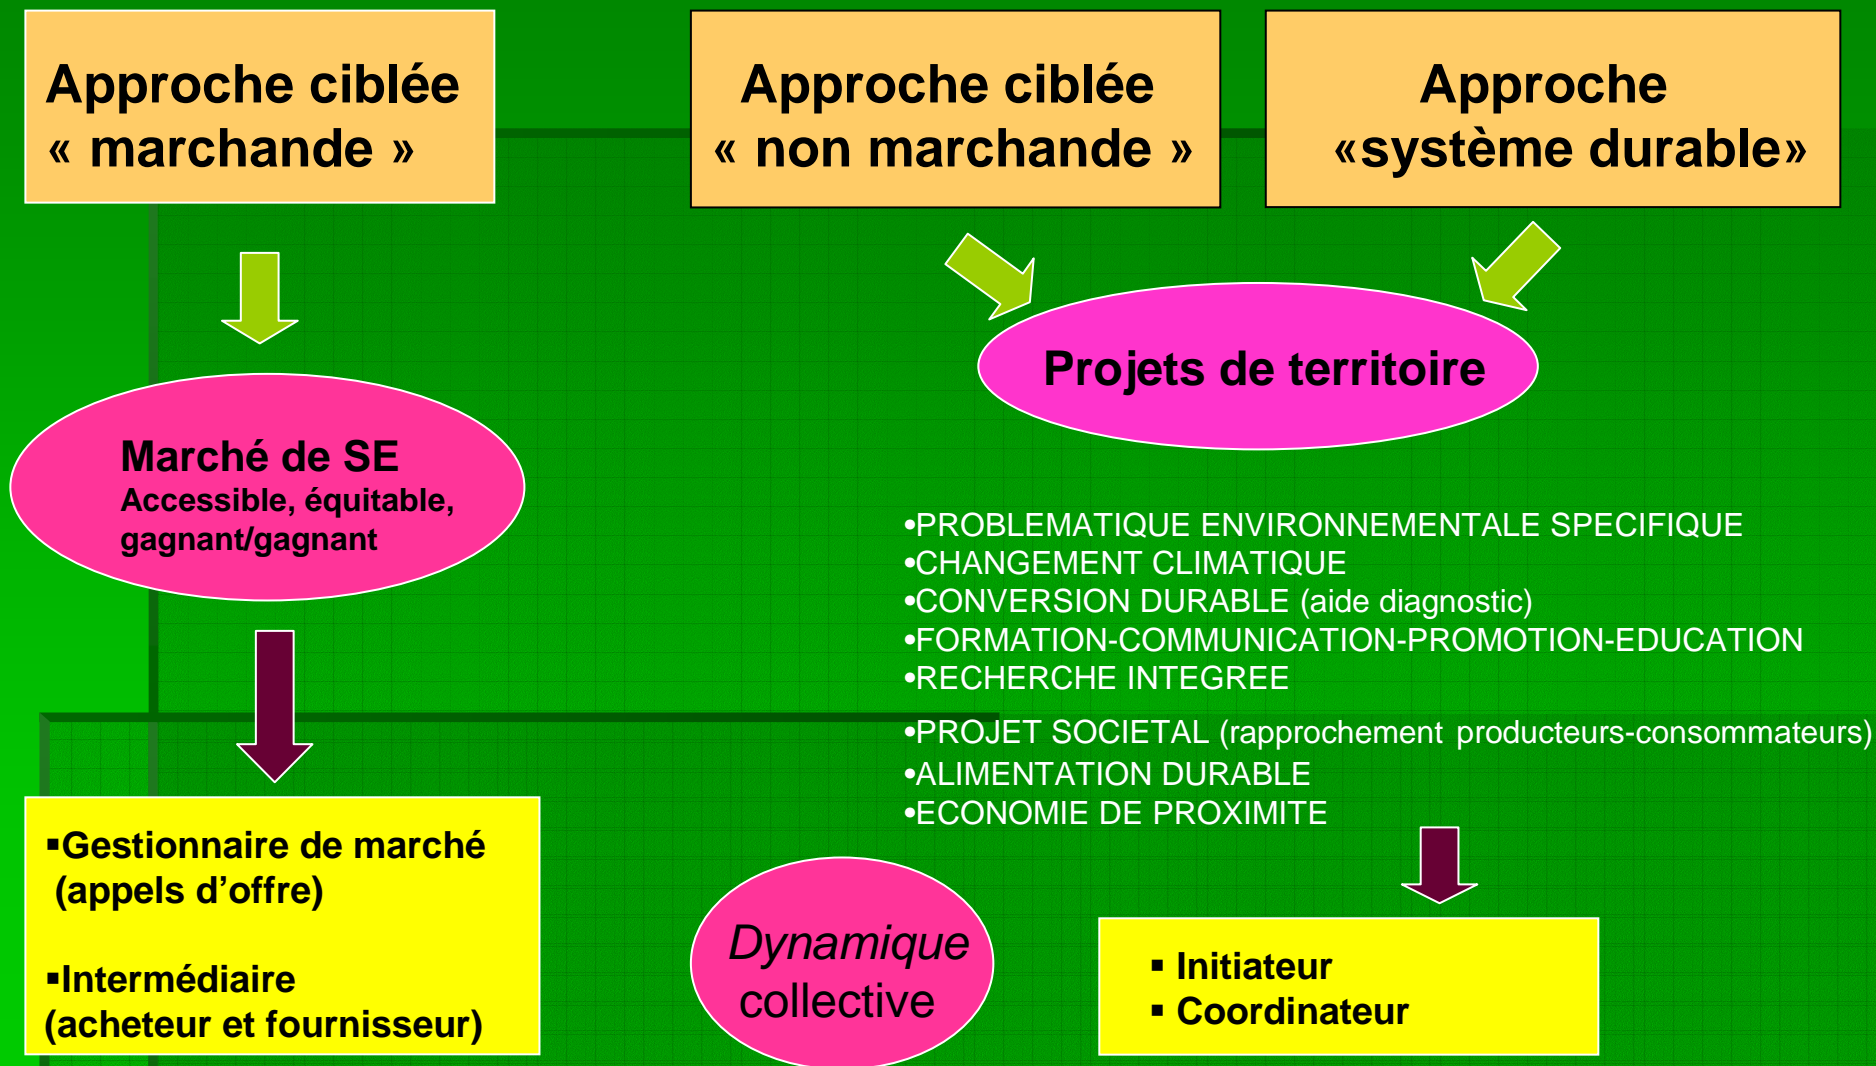 Approche ciblée
« marchande »
Approche ciblée
« non marchande »
Approche
«système durable»
Marché de SE
Accessible, équitable,
gagnant/gagnant
Projets de territoire
•PROBLEMATIQUE ENVIRONNEMENTALE SPECIFIQUE
•CHANGEMENT CLIMATIQUE
•CONVERSION DURABLE (aide diagnostic)
•FORMATION-COMMUNICATION-PROMOTION-EDUCATION
•RECHERCHE INTEGREE
•PROJET SOCIETAL (rapprochement producteurs-consommateurs)
•ALIMENTATION DURABLE
•ECONOMIE DE PROXIMITE
▪Gestionnaire de marché
(appels d’offre)
▪Intermédiaire
(acheteur et fournisseur)
Dynamique
collective
▪ Initiateur
▪ Coordinateur